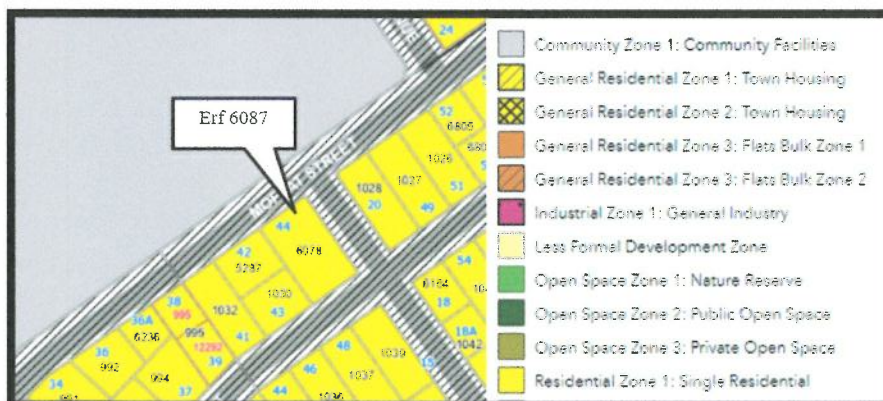 24
Erf 6087
52
6805
MOFFAT STREET
1026
1027
51
1028
20
49
44
6078
42
5287
54
6164
18
1030
43
38
995
1032
36A
6236
995
41
18A
1042
36
992
12292
39
48
1039
15
994
46
1037
34
37
44
1036
Community Zone 1: Community Facilities
General Residential Zone 1: Town Housing
General Residential Zone 2: Town Housing
General Residential Zone 3: Flats Bulk Zone 1
General Residential Zone 3: Flats Bulk Zone 2
Industrial Zone 1: General Industry
Less Formal Development Zone
Open Space Zone 1: Nature Reserve
Open Space Zone 2: Public Open Space
Open Space Zone 3: Private Open Space
Residential Zone 1: Single Residential